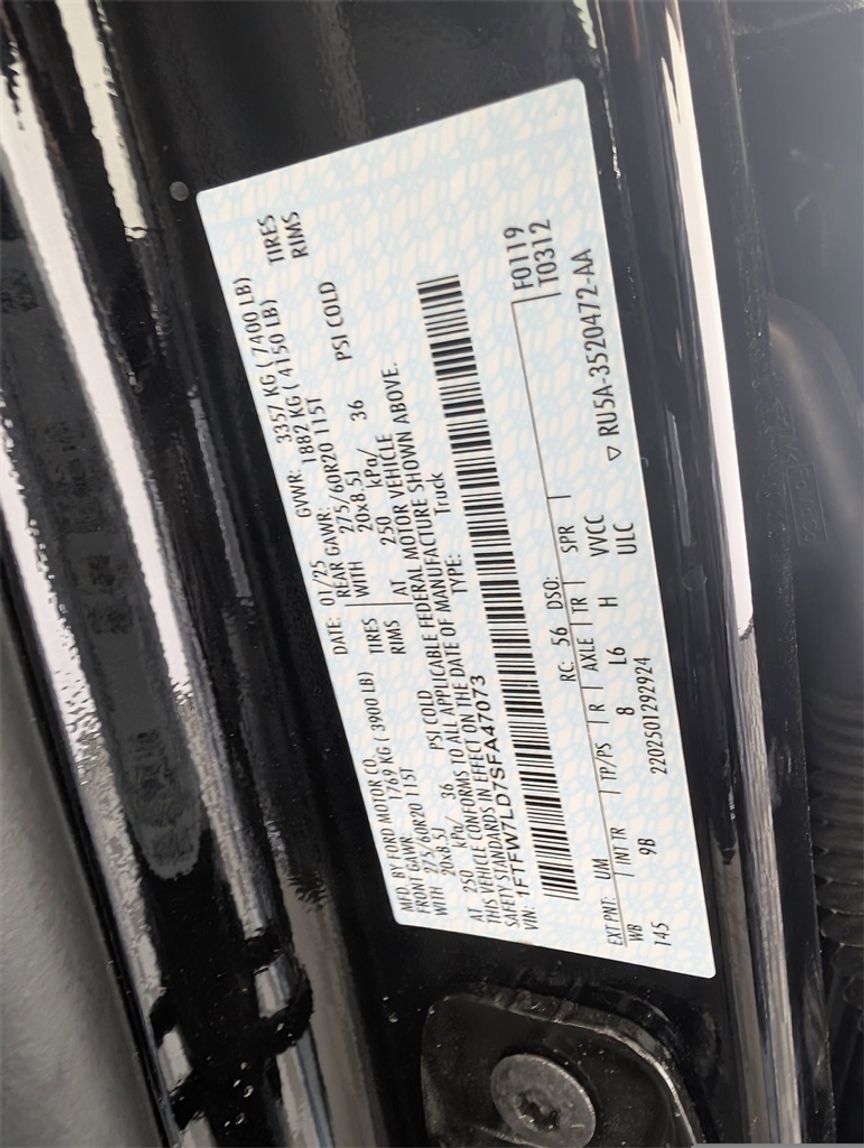 MFD. BY FORD MOTOR CO.
DATE: 01/25 GVWR: 3357 KG ( 7400 LB)
FRONT GAWR: 1769 KG ( 3900 LB) REAR GAWR: 1882 KG ( 4150 LB)
WITH 275/60R20 115T TIRES WITH 275/60R20 115T TIRES
20x8.5J RIMS 20x8.5J RIMS
AT 250 kPa/ 36 PSI COLD AT 250 kPa/ 36 PSI COLD
THIS VEHICLE CONFORMS TO ALL APPLICABLE FEDERAL MOTOR VEHICLE
SAFETY STANDARDS IN EFFECT ON THE DATE OF MANUFACTURE SHOWN ABOVE.
VIN: 1FTFW7LD7SFA47073 TYPE: Truck
F0119
T0312
EXT PNT: UM RC: 56 DSO:
WB INT TR TP/PS R AXLE TR SPR
145 9B 8 L6 H VVCC
2202501292924 ULC
▽ RU5A-3520472-AA